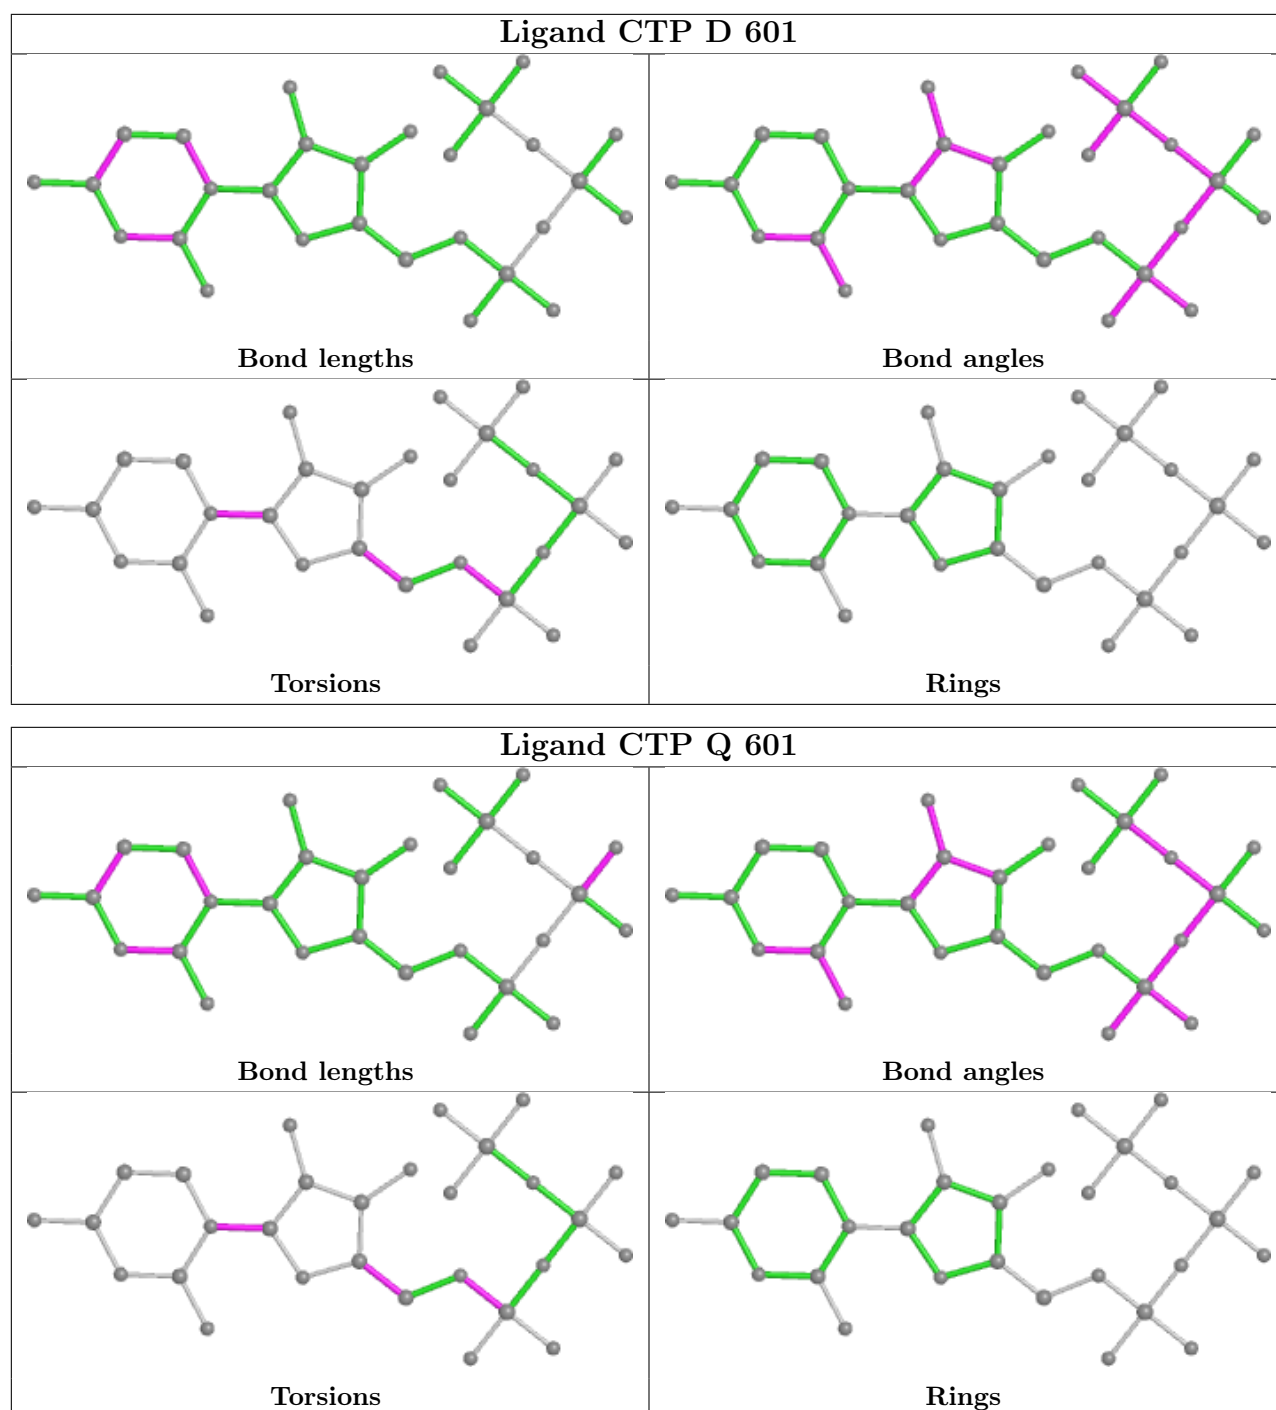 Ligand CTP D 601
Bond lengths
Bond angles
Torsions
Rings
Ligand CTP Q 601
Bond lengths
Bond angles
Torsions
Rings